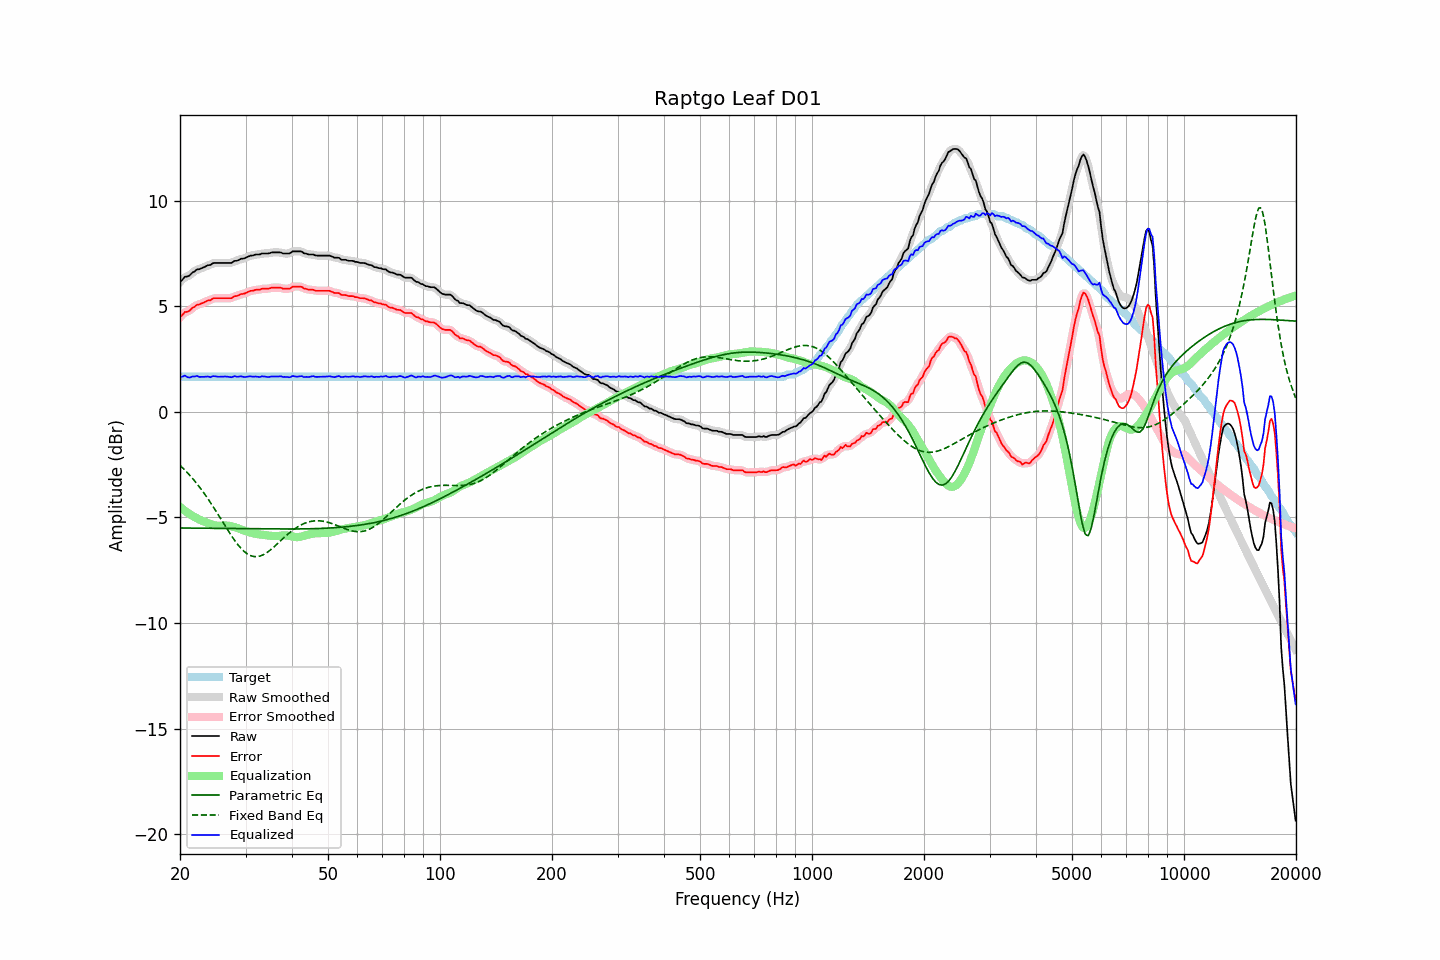 Raptgo Leaf D01
Amplitude (dBr)
10
5
0
−5
−10
−15
−20
Target
Raw Smoothed
Error Smoothed
Raw
Error
Equalization
Parametric Eq
Fixed Band Eq
Equalized
20 50 100 200 500 1000 2000 5000 10000 20000
Frequency (Hz)